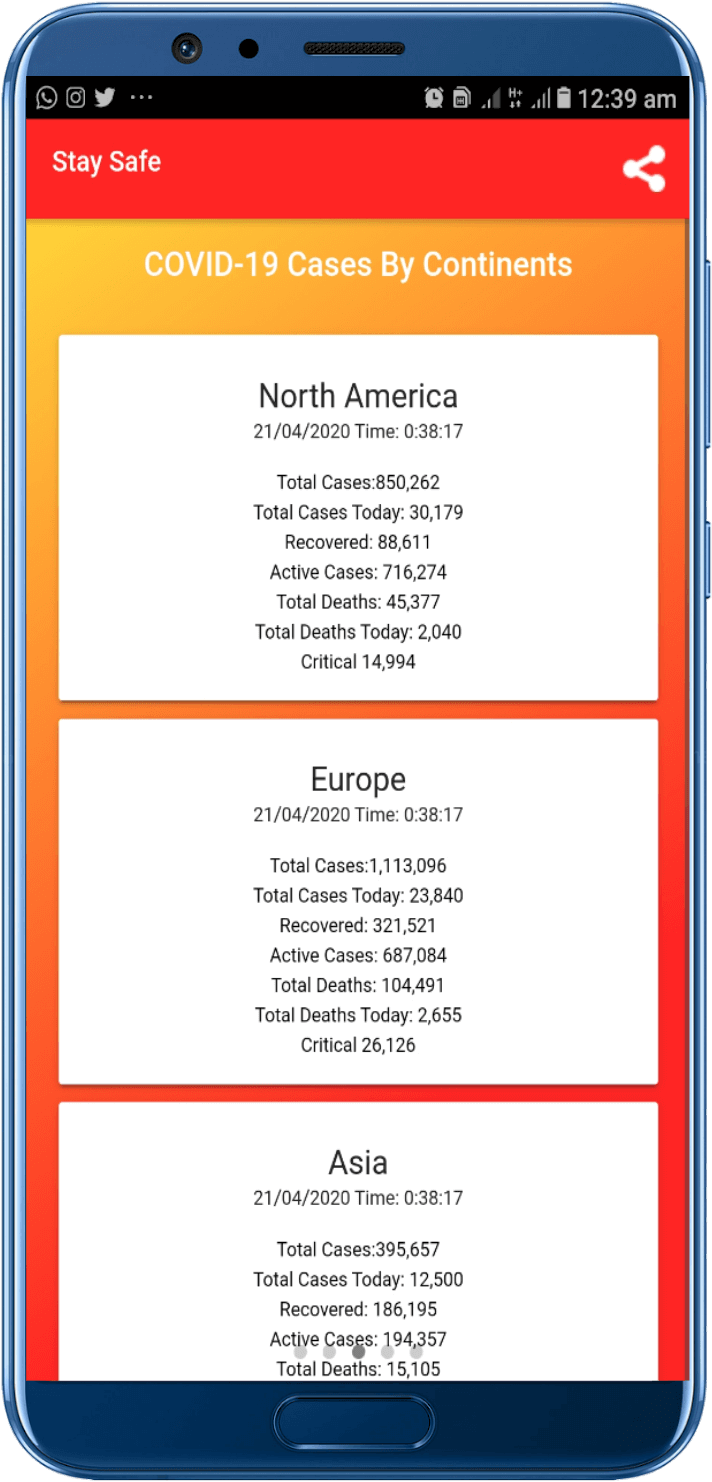 12:39 am
Stay Safe
COVID-19 Cases By Continents
North America
21/04/2020 Time: 0:38:17
Total Cases:850,262
Total Cases Today: 30,179
Recovered: 88,611
Active Cases: 716,274
Total Deaths: 45,377
Total Deaths Today: 2,040
Critical 14,994
Europe
21/04/2020 Time: 0:38:17
Total Cases:1,113,096
Total Cases Today: 23,840
Recovered: 321,521
Active Cases: 687,084
Total Deaths: 104,491
Total Deaths Today: 2,655
Critical 26,126
Asia
21/04/2020 Time: 0:38:17
Total Cases:395,657
Total Cases Today: 12,500
Recovered: 186,195
Active Cases: 194,357
Total Deaths: 15,105